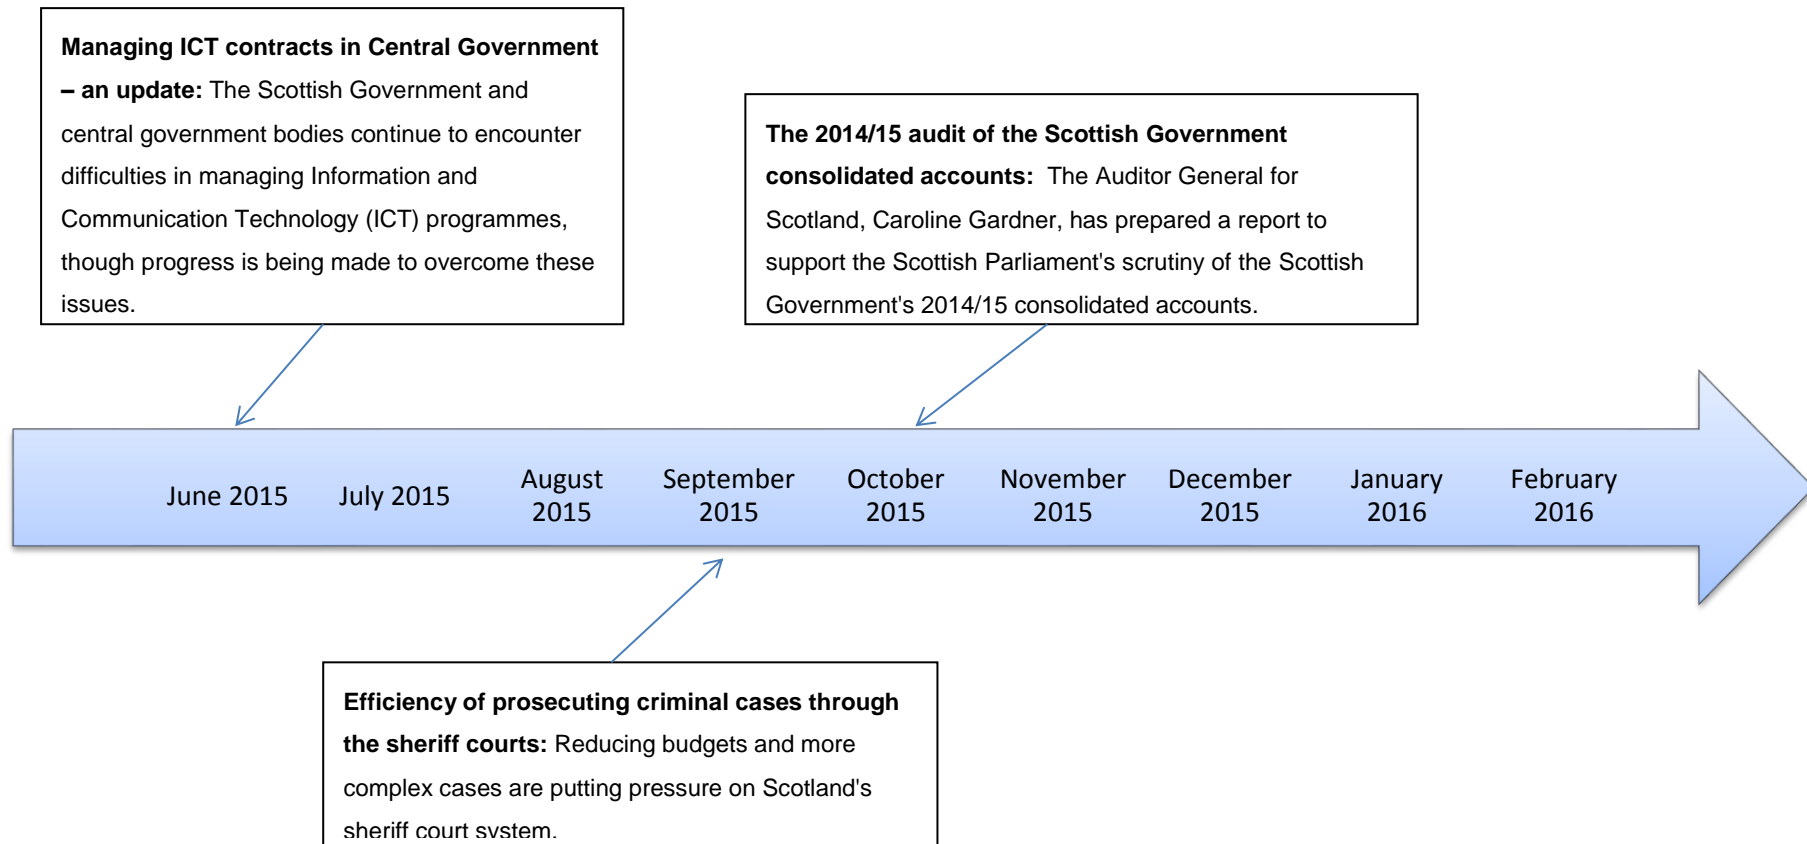 Managing ICT contracts in Central Government
– an update: The Scottish Government and
central government bodies continue to encounter
difficulties in managing Information and
Communication Technology (ICT) programmes,
though progress is being made to overcome these
issues.
The 2014/15 audit of the Scottish Government
consolidated accounts:  The Auditor General for
Scotland, Caroline Gardner, has prepared a report to
support the Scottish Parliament's scrutiny of the Scottish
Government's 2014/15 consolidated accounts.
June 2015
July 2015
August
2015
September
2015
October
2015
November
2015
December
2015
January
2016
February
2016
Efficiency of prosecuting criminal cases through
the sheriff courts: Reducing budgets and more
complex cases are putting pressure on Scotland's
sheriff court system.